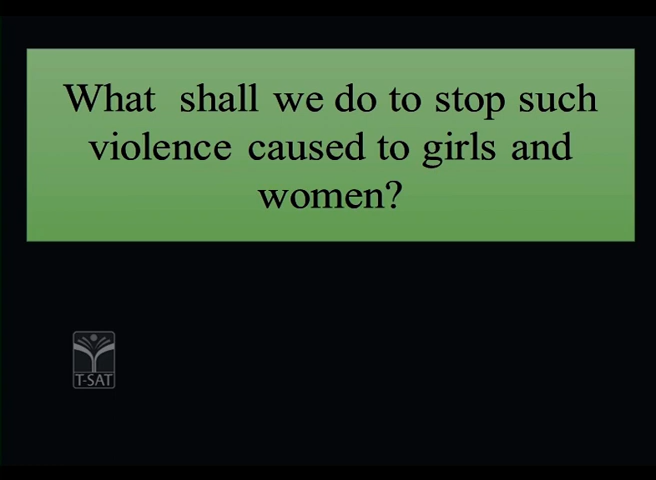 What shall we do to stop such
violence caused to girls and
women?
T-SAT